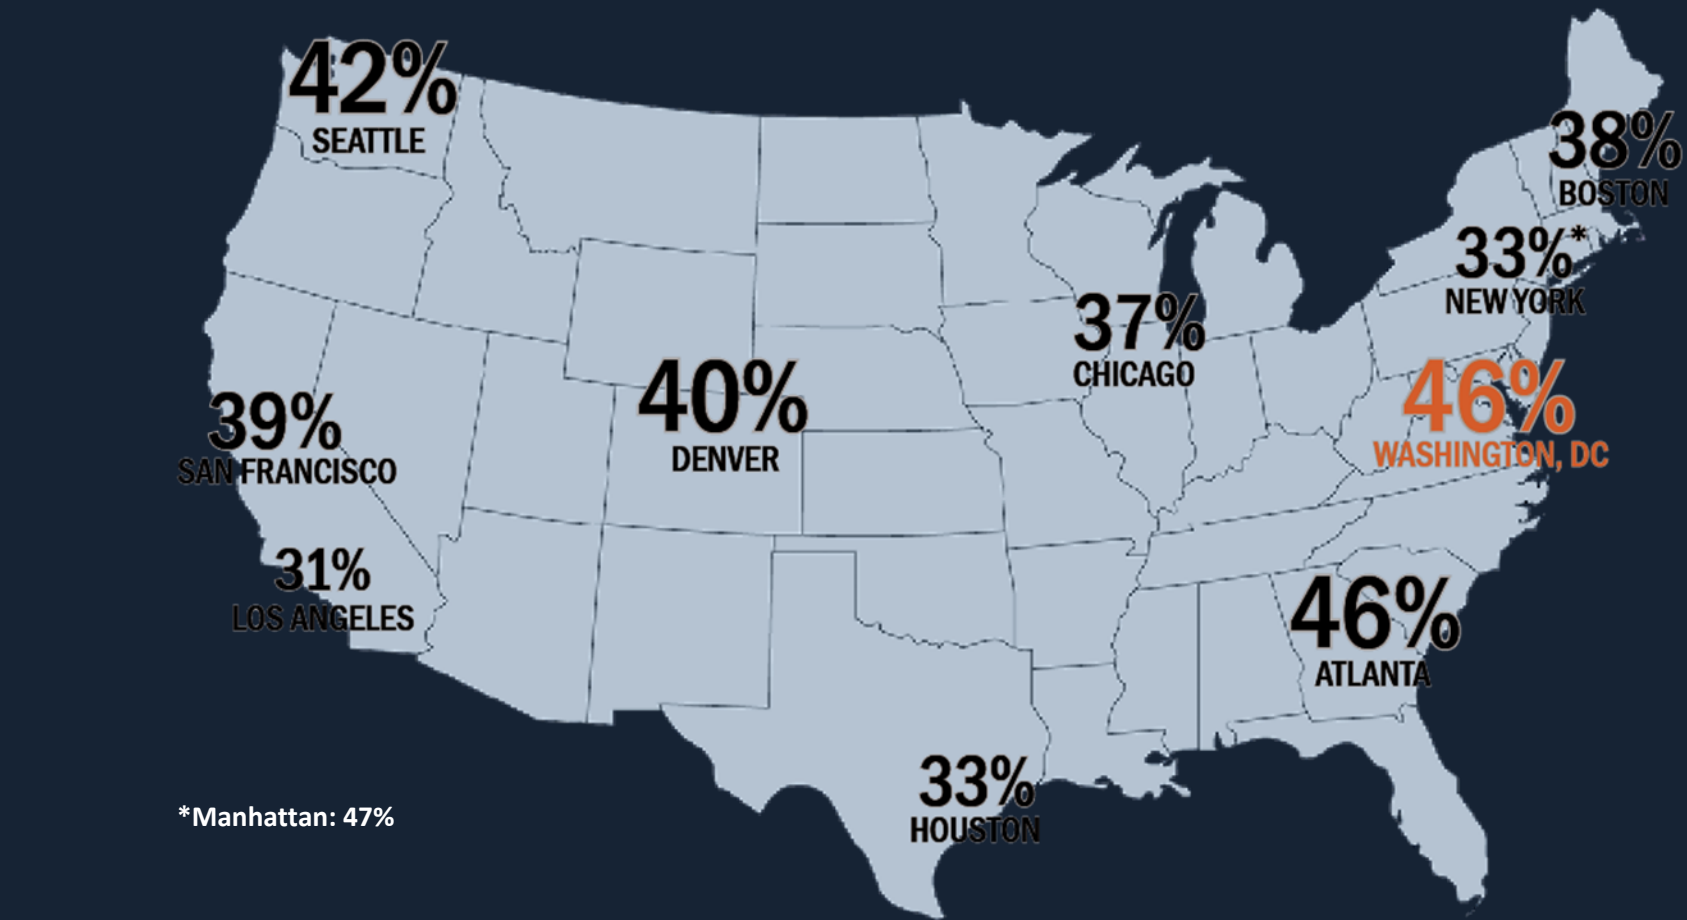 42%
SEATTLE
38%
BOSTON
33%*
NEW YORK
37%
CHICAGO
40%
DENVER
46%
WASHINGTON, DC
39%
SAN FRANCISCO
31%
LOS ANGELES
46%
ATLANTA
33%
HOUSTON
*Manhattan: 47%